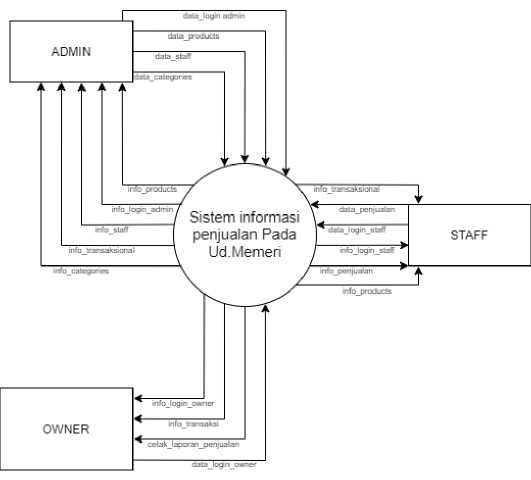 data_login admin
data_products
ADMIN
data_staff
data_categories
info_products
info_transaksional
info_login_admin
data_penjualan
Sistem informasi
penjualan Pada
Ud.Memeri
info_staff
data_login_staff
STAFF
info_transaksional
info_login_staff
info_categories
info_penjualan
info_products
info_login_owner
info_transaksi
OWNER
cetak_laporan_penjualan
data_login_owner